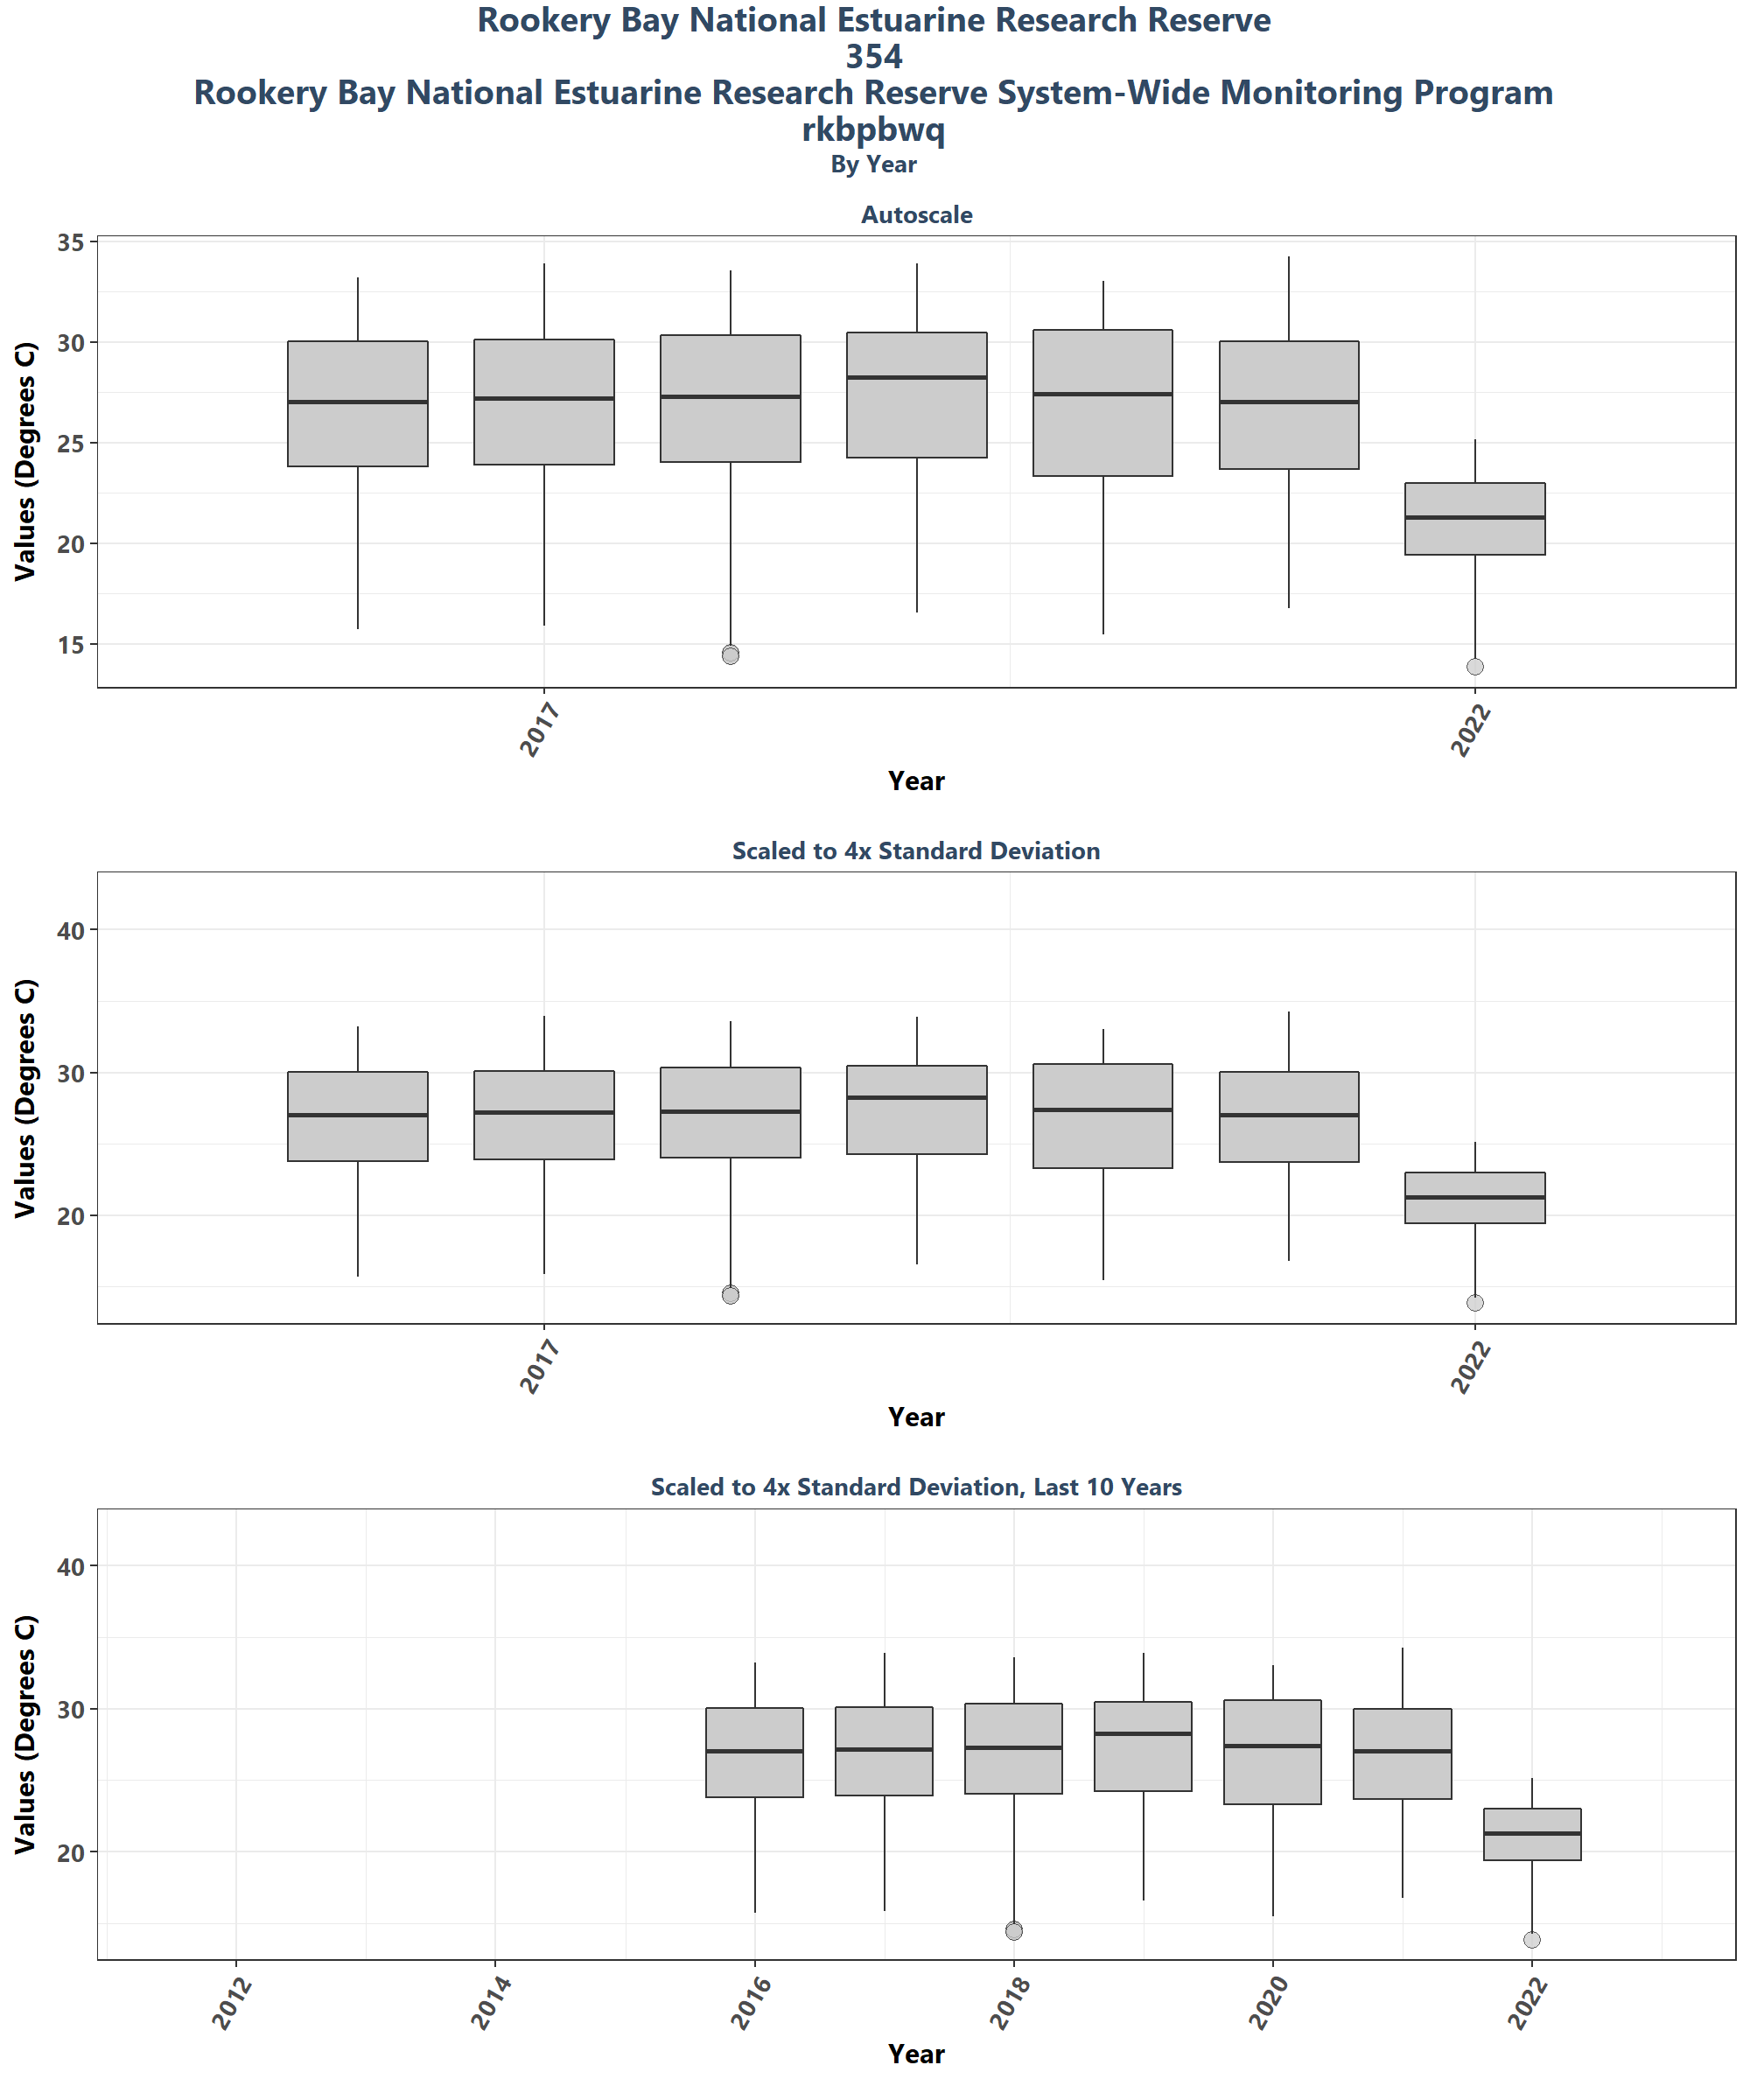 Rookery Bay National Estuarine Research Reserve
354
Rookery Bay National Estuarine Research Reserve System-Wide Monitoring Program
rkbpbwq
By Year
Autoscale
Values (Degrees C)
35
30
25
20
15
2017
2022
Year
Scaled to 4x Standard Deviation
Values (Degrees C)
40
30
20
2017
2022
Year
Scaled to 4x Standard Deviation, Last 10 Years
Values (Degrees C)
40
30
20
2012
2014
2016
2018
2020
2022
Year